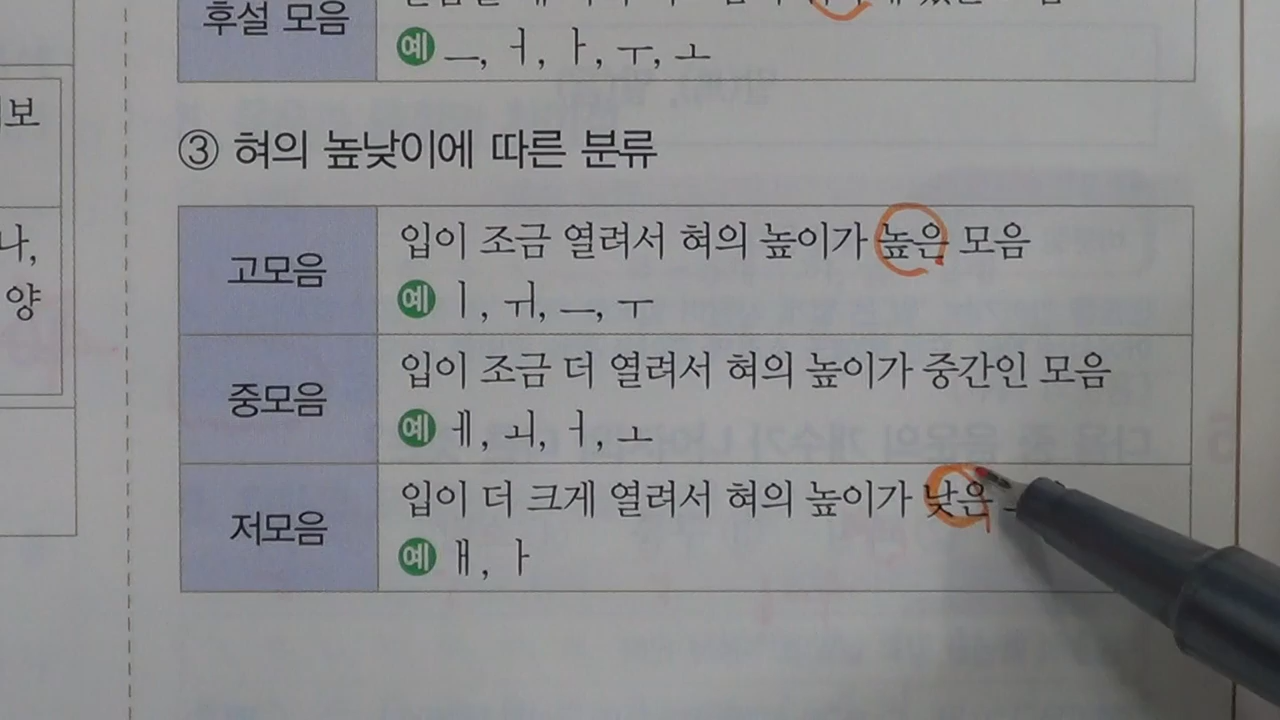 후설 모음
예 ㅡ, ㅓ, ㅏ, ㅜ, ㅗ
③ 혀의 높낮이에 따른 분류
고모음
입이 조금 열려서 혀의 높이가 높은 모음
예 ㅣ, ㅟ, ㅡ, ㅜ
중모음
입이 조금 더 열려서 혀의 높이가 중간인 모음
예 ㅔ, ㅚ, ㅓ, ㅗ
저모음
입이 더 크게 열려서 혀의 높이가 낮은
예 ㅐ, ㅏ
보
나,
양